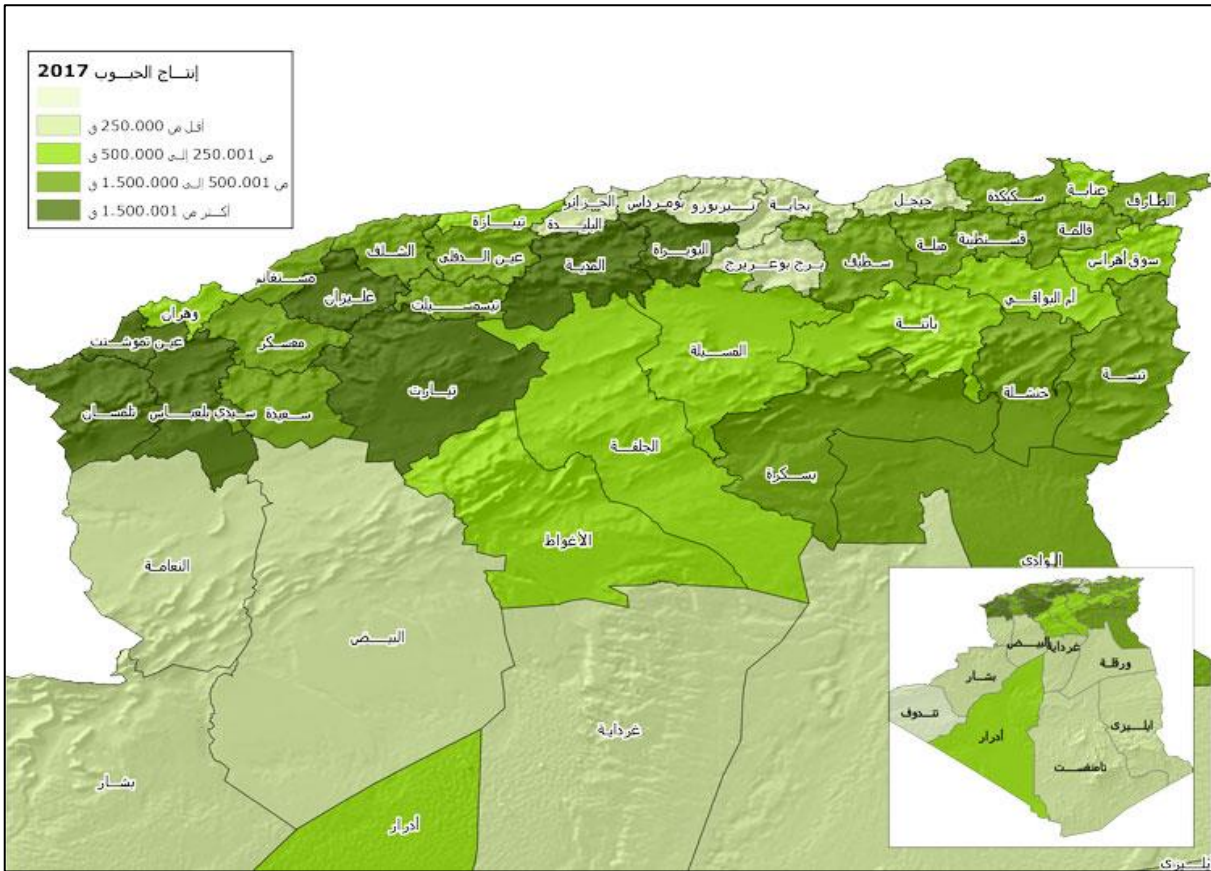 إنتاج الحبوب 2017
أقل من 250.000 ق
من 250.001 إلى 500.000 ق
من 500.001 إلى 1.500.000 ق
أكثر من 1.500.001 ق
الجزائر
بومرداس
تيزي وزو
بجاية
جيجل
سكيكدة
عنابة
الطارف
تيبازة
البليدة
البويرة
برج بوعريريج
سطيف
ميلة
قسنطينة
قالمة
سوق أهراس
الشلف
عين الدفلى
المدية
مستغانم
غليزان
تيسمسيلت
أم البواقي
باتنة
المسيلة
وهران
عين تموشنت
معسكر
تيارت
خنشلة
تبسة
تلمسان
سيدي بلعباس
سعيدة
الجلفة
بسكرة
الأغواط
الوادي
النعامة
البيض
غرداية
بشار
أدرار
البيض
غرداية
ورقلة
بشار
تندوف
أدرار
ايليزي
تامنغست